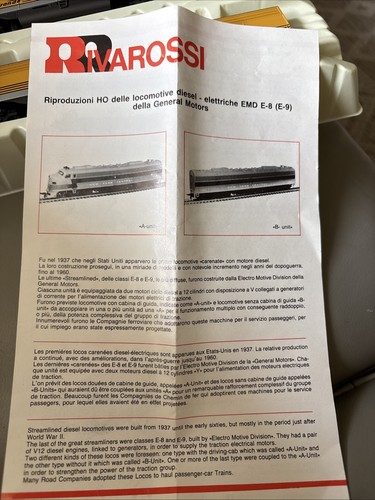 RIVAROSSI
Riproduzioni HO delle locomotive diesel - elettriche EMD E-8 (E-9)
della General Motors
«A-unit»
«B- unit»
Fu nel 1937 che negli Stati Uniti apparvero le prime locomotive «carenate» con motore diesel.
La loro costruzione proseguì, in una miriade di modelli e con notevole incremento negli anni del dopoguerra,
fino al 1960.
Le ultime «Streamlined», delle classi E-8 e E-9, le più diffuse, furono costruite dalla Electro Motive Division della
General Motors.
Ciascuna unità è equipaggiata da due motori ciclo diesel a 12 cilindri con disposizione a V collegati a generatori
di corrente per l'alimentazione dei motori elettrici di trazione.
Furono previste locomotive con cabina di guida, indicate come «A-unit» e locomotive senza cabina di guida «B-
unit» da accoppiare in una o più unità ad una «A» per il funzionamento multiplo con conseguente raddoppio,
o più, della potenza complessiva del gruppo di trazione.
Innumerevoli furono le Compagnie ferroviarie che adottarono queste macchine per il servizio passeggeri, per
il cui impiego erano state espressamente progettate.
Les premières locos carenées diesel-électriques sont apparues aux Etats-Unis en 1937. La relative production
a continué, avec des améliorations, dans l'après-guerre jusqu'au 1960.
Les dernières «carenées» des E-8 et E-9 furent bâties par l'Electro Motive Division de la «General Motors». Cha-
que unité est équipée avec deux moteurs diesel à 12 cylindres «Y» pour l'alimentation des moteurs électriques
de traction.
L'on prévit des locos douées de cabine de guide, appelées «A-Unit» et des locos sans cabine de guide appelées
«B-Units» qui auraient dû être couplées aux unités «A» pour un remarquable rafforcement complessif du groupe
de traction. Beaucoup furent les Compagnies de Chemin de fer qui adoptirent ces machines pour le service
passegers, pour lequel elles avaient été en effet projetées.
Streamlined diesel locomotives were built from 1937 until the early sixties, but mostly in the period just after
World War II.
The last of the great streamliners were classes E-8 and E-9, built by «Electro Motive Division». They had a pair
of V12 diesel engines, linked to generators, in order to supply the traction electrical motors.
Two different kinds of these locos were foreseen: one type with the driving-cab which was called «A-Unit» and
the other type without it which was called «B-Unit». One or more of the last type were coupled to the «A-Unit»
in order to strengthen the power of the traction group.
Many Road Companies adopted these Locos to haul passenger-car Trains.